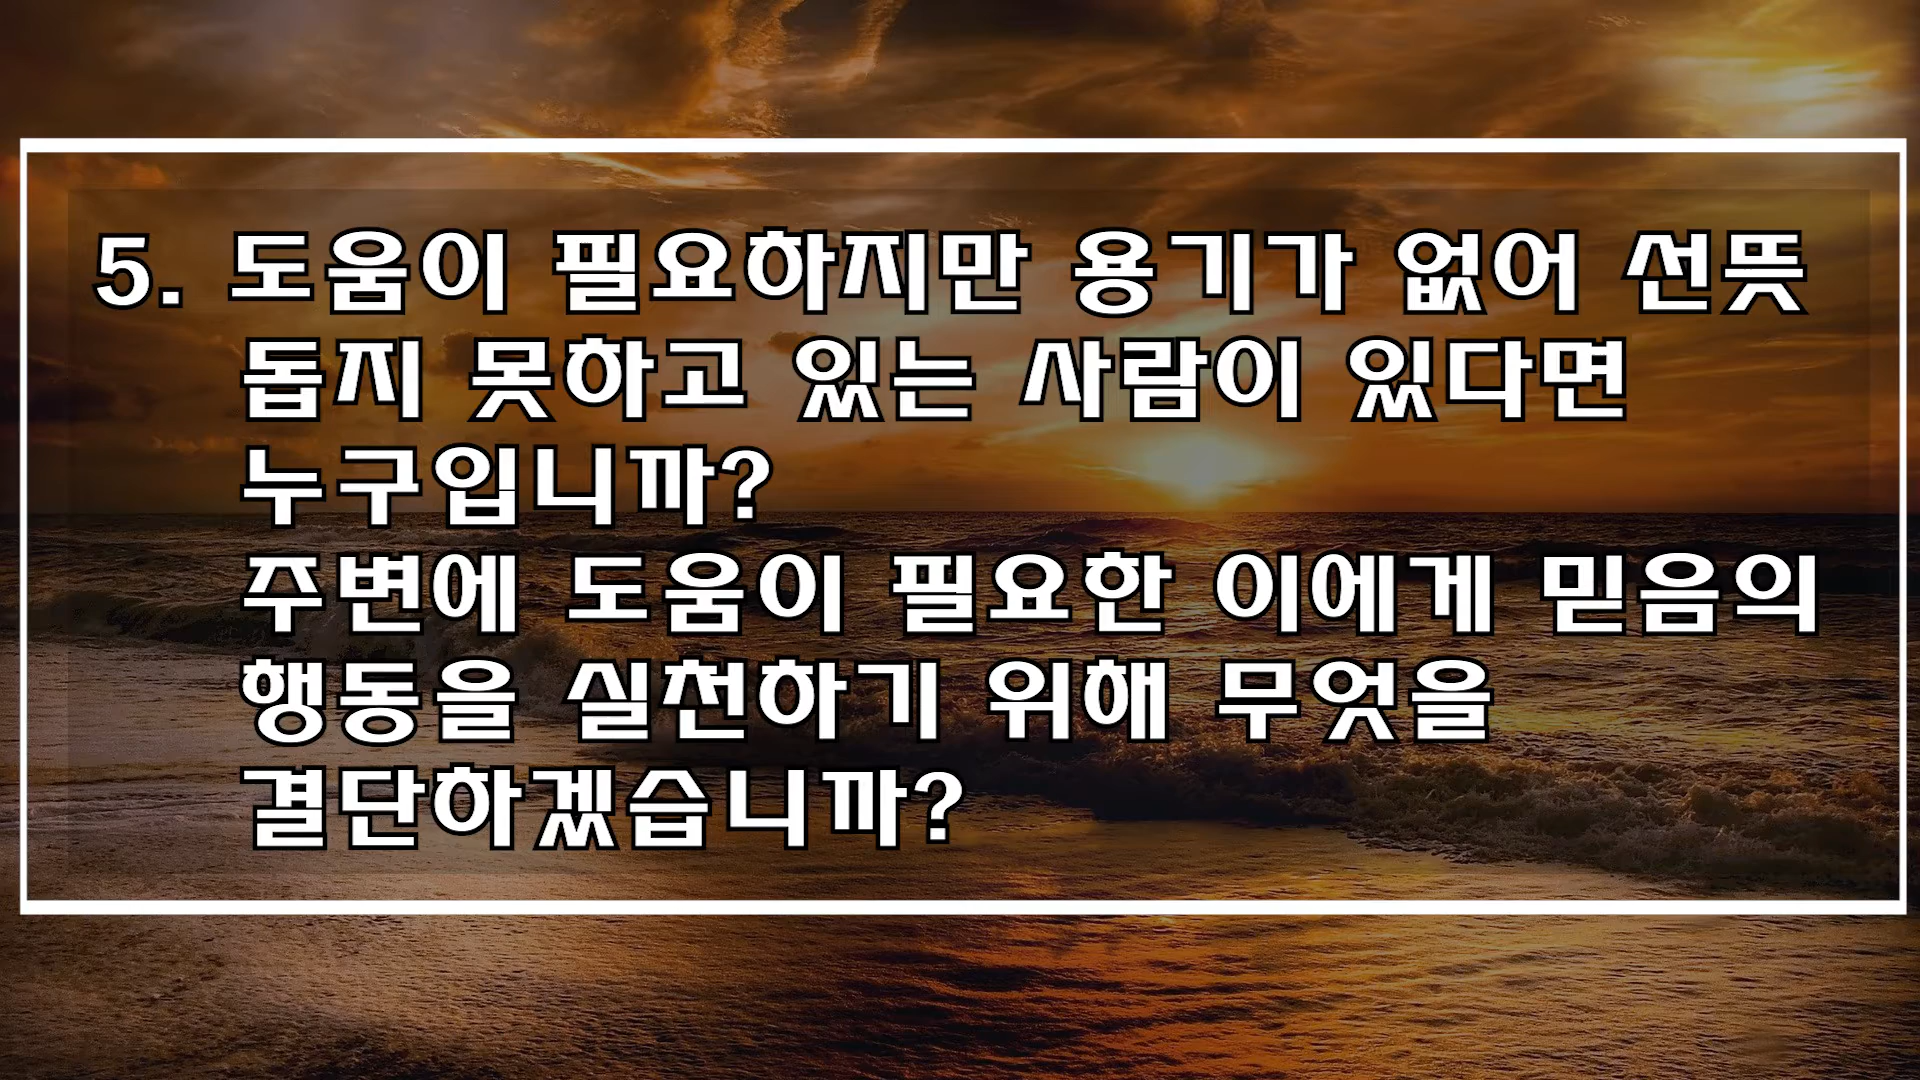 5. 도움이 필요하지만 용기가 없어 선뜻
돕지 못하고 있는 사람이 있다면
누구입니까?
주변에 도움이 필요한 이에게 믿음의
행동을 실천하기 위해 무엇을
결단하겠습니까?